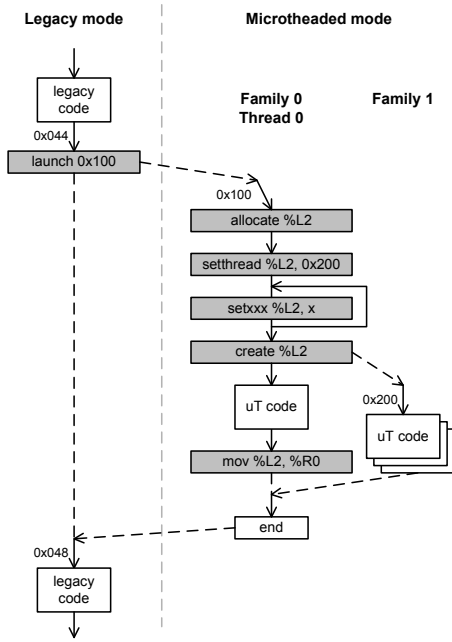 Legacy mode
Microtheaded mode
legacy
code
Family 0
Thread 0
Family 1
0x044
launch 0x100
0x100
allocate %L2
setthread %L2, 0x200
setxxx %L2, x
create %L2
0x200
uT code
uT code
mov %L2, %R0
end
0x048
legacy
code